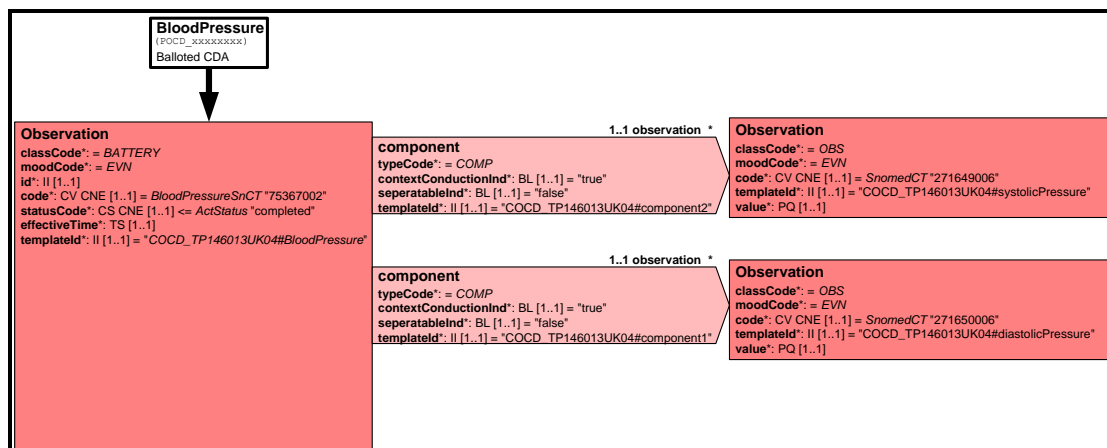 BloodPressure
(POCD_xxxxxxxx)
Balloted CDA
Observation
classCode*: = BATTERY
moodCode*: = EVN
id*: II [1..1]
code*: CV CNE [1..1] = BloodPressureSnCT "75367002"
statusCode*: CS CNE [1..1] <= ActStatus "completed"
effectiveTime*: TS [1..1]
templateId*: II [1..1] = "COCD_TP146013UK04#BloodPressure"
1..1 observation *
component
typeCode*: = COMP
contextConductionInd*: BL [1..1] = "true"
seperatableInd*: BL [1..1] = "false"
templateId*: II [1..1] = "COCD_TP146013UK04#component2"
Observation
classCode*: = OBS
moodCode*: = EVN
code*: CV CNE [1..1] = SnomedCT "271649006"
templateId*: II [1..1] = "COCD_TP146013UK04#systolicPressure"
value*: PQ [1..1]
1..1 observation *
component
typeCode*: = COMP
contextConductionInd*: BL [1..1] = "true"
seperatableInd*: BL [1..1] = "false"
templateId*: II [1..1] = "COCD_TP146013UK04#component1"
Observation
classCode*: = OBS
moodCode*: = EVN
code*: CV CNE [1..1] = SnomedCT "271650006"
templateId*: II [1..1] = "COCD_TP146013UK04#diastolicPressure"
value*: PQ [1..1]